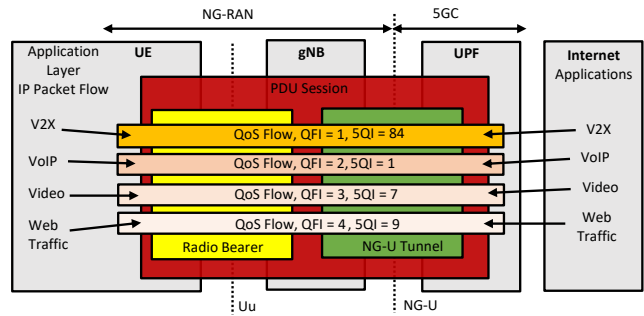 NG-RAN
5GC
Application
Layer
IP Packet Flow
UE
gNB
UPF
Internet
Applications
PDU Session
V2X
QoS Flow, QFI = 1, 5QI = 84
V2X
VoIP
QoS Flow, QFI = 2,5QI = 1
VoIP
Video
QoS Flow, QFI = 3, 5QI = 7
Video
Web
Traffic
QoS Flow, QFI = 4, 5QI = 9
Web
Traffic
Radio Bearer
NG-U Tunnel
Uu
NG-U